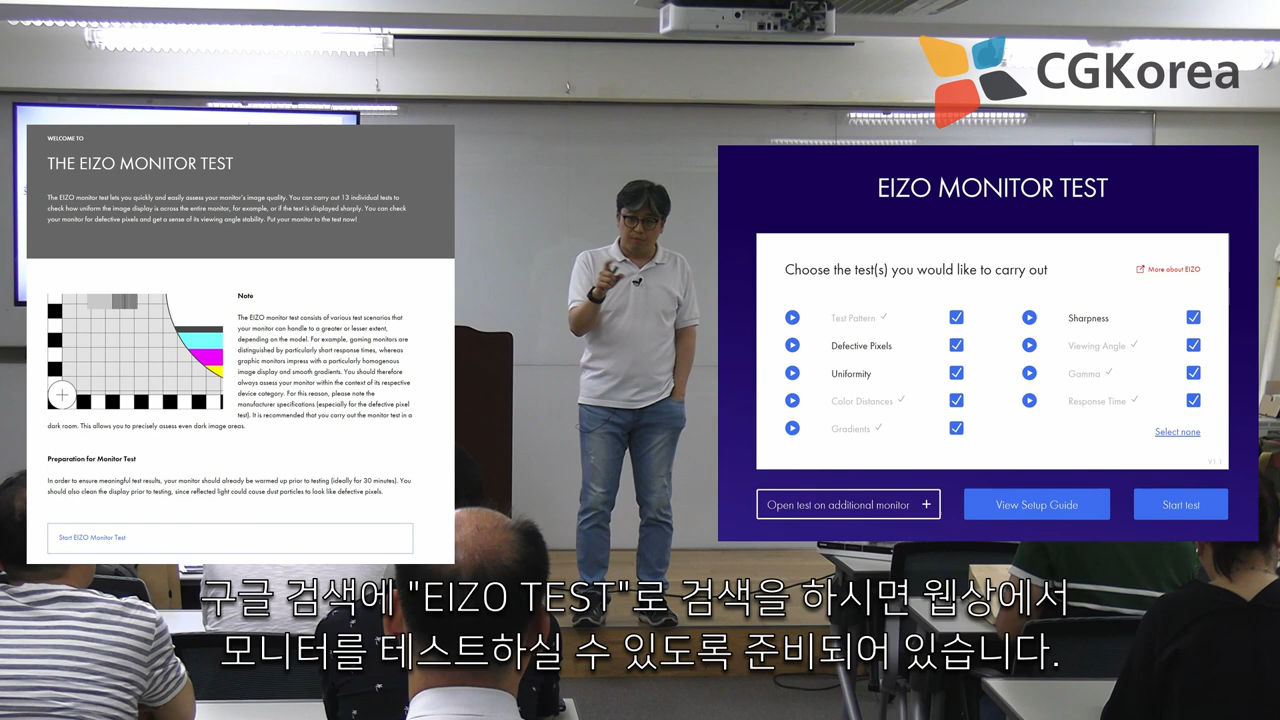 CGKorea
WELCOME TO
THE EIZO MONITOR TEST
The EIZO monitor test lets you quickly and easily assess your monitor's image quality. You can carry out 13 individual tests to
check how uniform the image display is across the entire monitor, for example, or if the test is displayed sharply. You can check
your monitor for defective pixels and get a sense of its viewing angle stability. Put your monitor to the test now!
Note
The EIZO monitor test consists of various test scenarios that
your monitor can handle to a greater or lesser extent,
depending on the model. For example, gaming monitors are
distinguished by particularly short response times, whereas
graphic monitors impress with a particularly homogenous
image display and smooth gradients. You should therefore
always assess your monitor within the context of its respective
device category. For this reason, please note the
manufacturer specifications (especially for the defective pixel
test). It is recommended that you carry out the monitor test in a
dark room. This allows you to precisely assess even dark image areas.
Preparation for Monitor Test
In order to ensure meaningful test results, your monitor should already be warmed up prior to testing (ideally for 30 minutes). You
should also clean the display prior to testing, since reflected light could cause dust particles to look like defective pixels.
Start EIZO Monitor Test
EIZO MONITOR TEST
Choose the test(s) you would like to carry out
More about EIZO
Test Pattern ✓
Defective Pixels
Uniformity
Color Distances ✓
Gradients ✓
Sharpness
Viewing Angle ✓
Gamma ✓
Response Time ✓
Select none
V1.1
Open test on additional monitor +
View Setup Guide
Start test
구글 검색에 "EIZO TEST"로 검색을 하시면 웹상에서
모니터를 테스트하실 수 있도록 준비되어 있습니다.